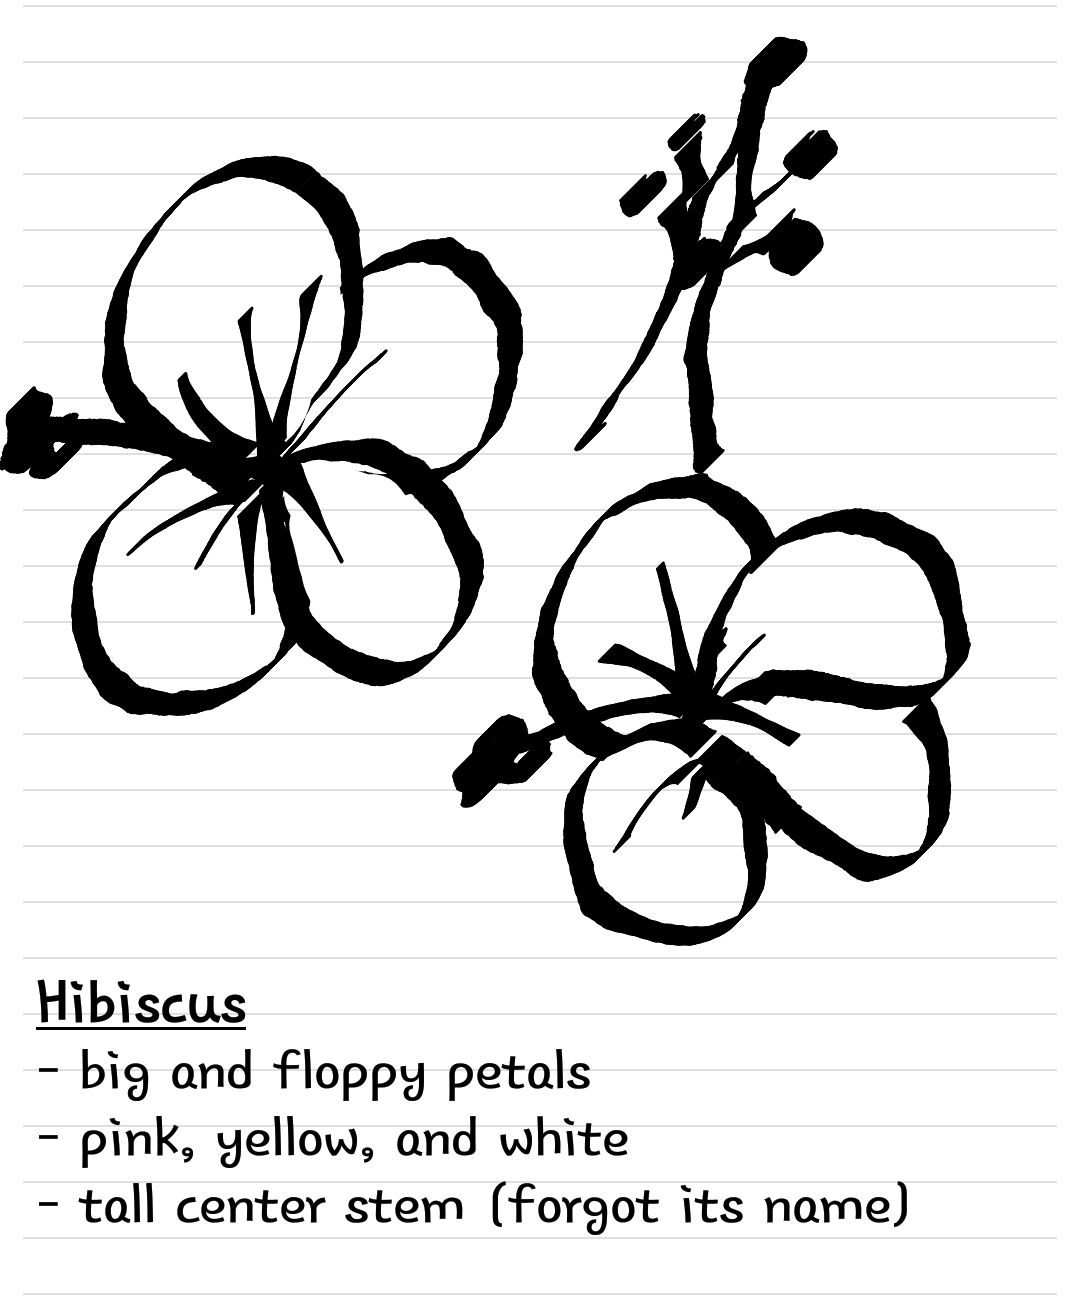 Hibiscus
- big and floppy petals
- pink, yellow, and white
- tall center stem (forgot its name)